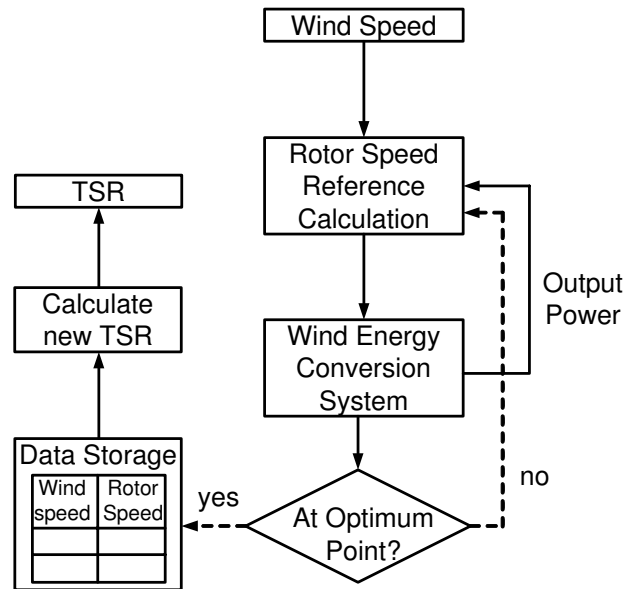 Wind Speed
Rotor Speed
Reference
Calculation
TSR
Calculate
new TSR
Output
Power
Wind Energy
Conversion
System
Data Storage
Wind
speed
Rotor
Speed
yes
At Optimum
Point?
no